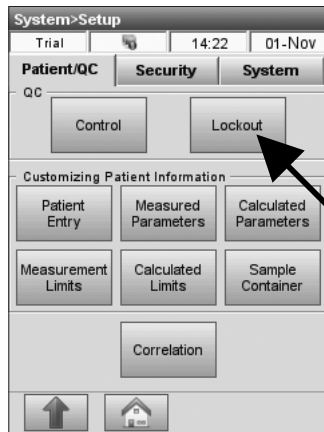 System>Setup
Trial 14:22 01-Nov
Patient/QC Security System
QC
Control Lockout
Customizing Patient Information
Patient Entry Measured Parameters Calculated Parameters
Measurement Limits Calculated Limits Sample Container
Correlation